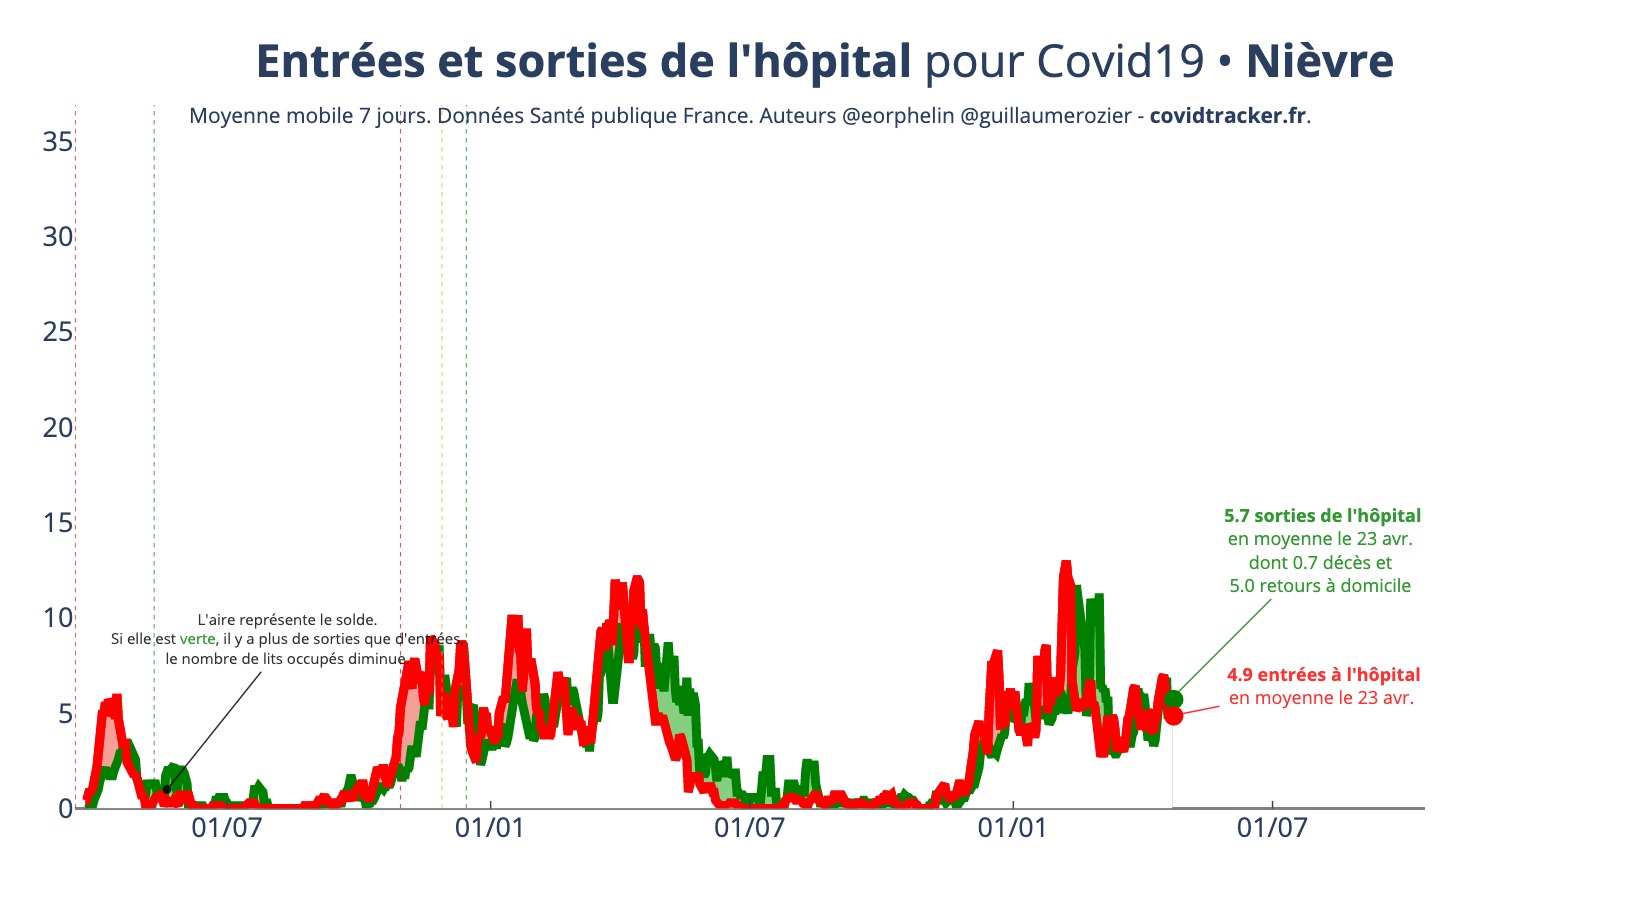 Entrées et sorties de l'hôpital pour Covid19 • Nièvre
Moyenne mobile 7 jours. Données Santé publique France. Auteurs @eorphelin @guillaumerozier - covidtracker.fr.
35
30
25
20
15
10
5
0
5.7 sorties de l'hôpital
en moyenne le 23 avr.
dont 0.7 décès et
5.0 retours à domicile
L'aire représente le solde.
Si elle est verte, il y a plus de sorties que d'entrées,
le nombre de lits occupés diminue.
4.9 entrées à l'hôpital
en moyenne le 23 avr.
01/07
01/01
01/07
01/01
01/07